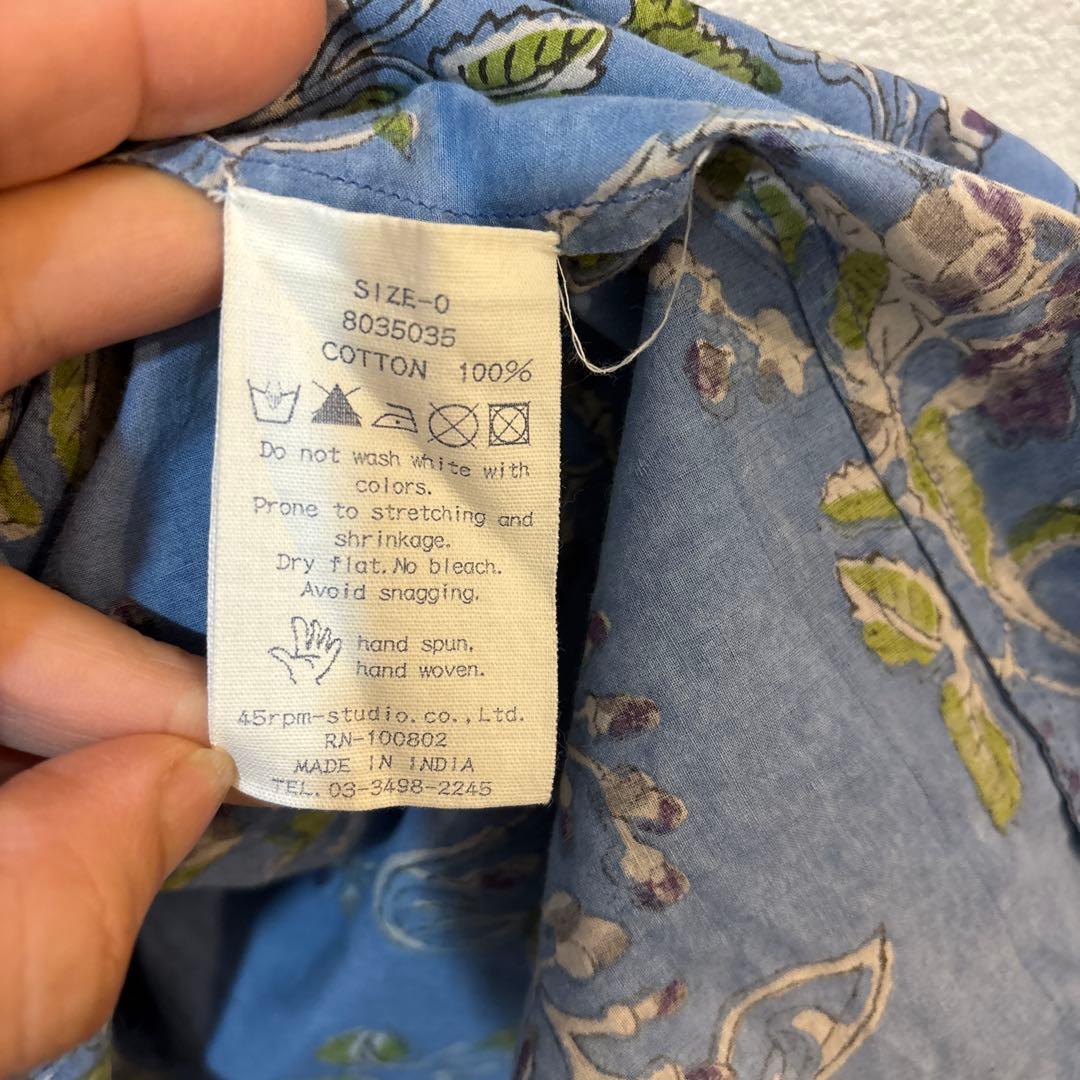 SIZE-0
8035035
COTTON 100%
Do not wash white with
colors.
Prone to stretching and
shrinkage.
Dry flat. No bleach.
Avoid snagging.
hand spun.
hand woven.
45rpm-studio.co.,Ltd.
RN-100802
MADE IN INDIA
TEL. 03-3498-2245